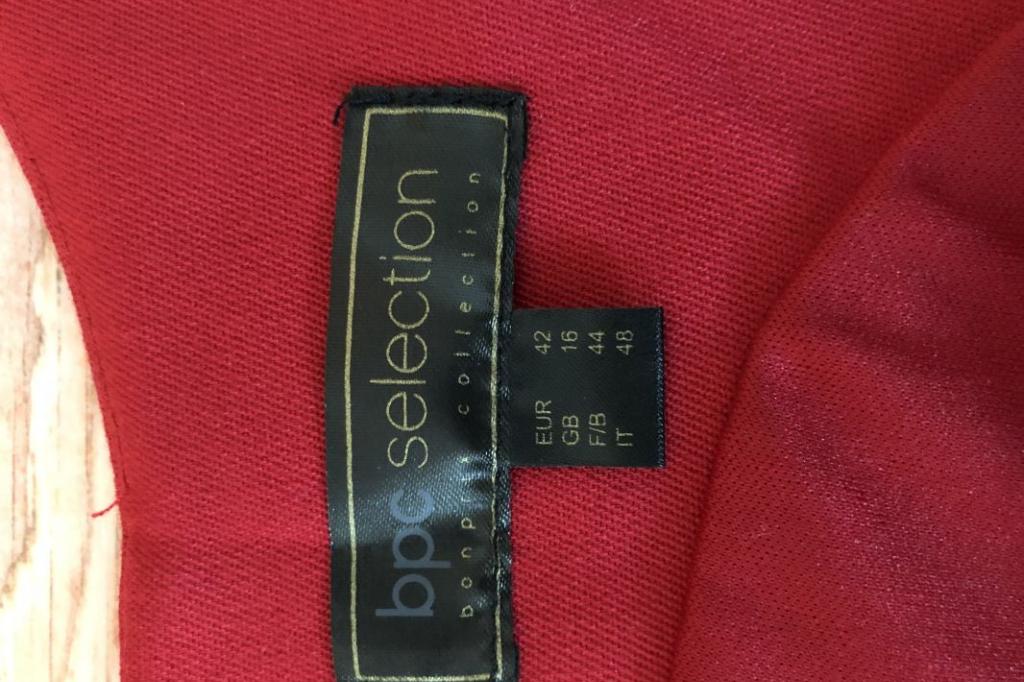 bpc selection
bonprix collection
EUR 42
GB 16
F/B 44
IT 48